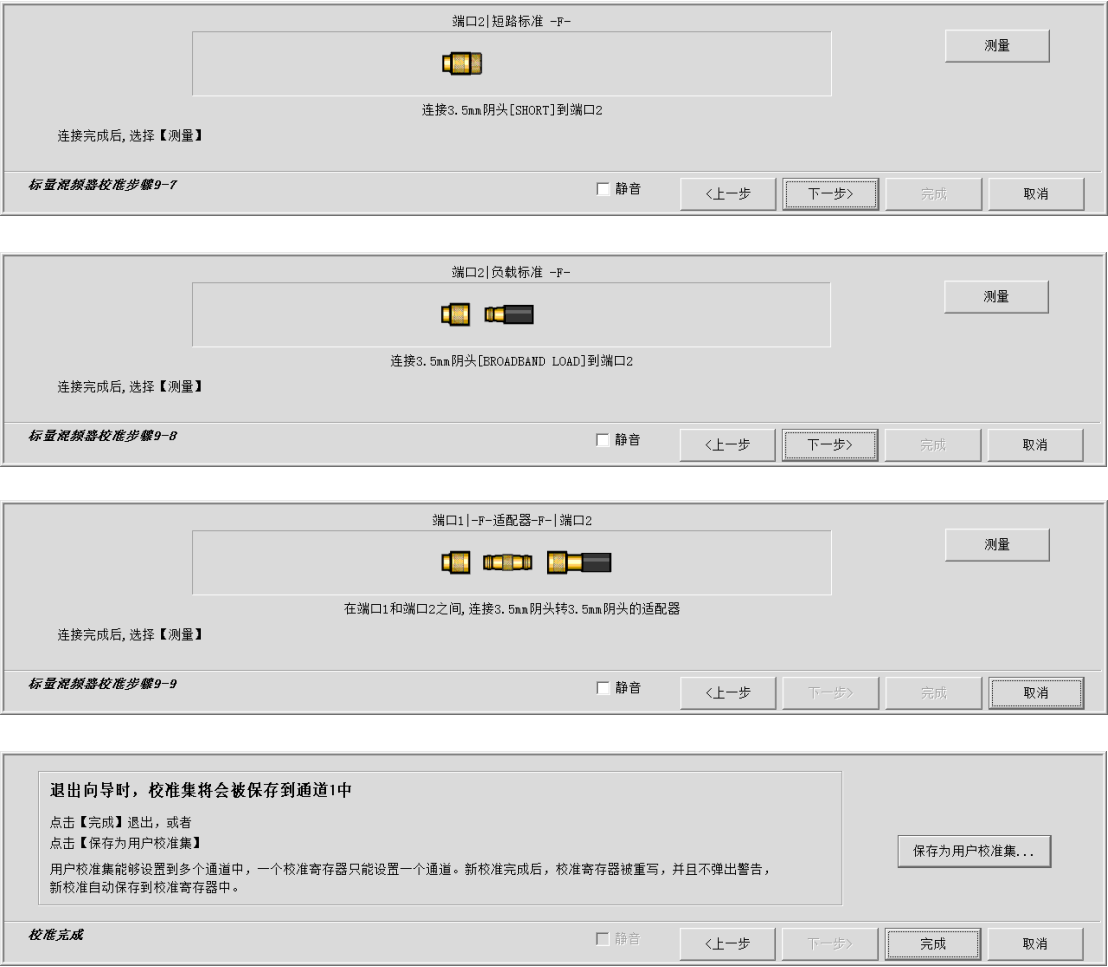 端口2|短路标准 -F-
测量
连接3.5mm阴头[SHORT]到端口2
连接完成后,选择【测量】
标量混频器校准步骤9-7
静音
<上一步
下一步>
完成
取消
端口2|负载标准 -F-
测量
连接3.5mm阴头[BROADBAND LOAD]到端口2
连接完成后,选择【测量】
标量混频器校准步骤9-8
静音
<上一步
下一步>
完成
取消
端口1|-F-适配器-F-|端口2
测量
在端口1和端口2之间,连接3.5mm阴头转3.5mm阴头的适配器
连接完成后,选择【测量】
标量混频器校准步骤9-9
静音
<上一步
下一步>
完成
取消
退出向导时，校准集将会被保存到通道1中
点击【完成】退出，或者
点击【保存为用户校准集】
用户校准集能够设置到多个通道中，一个校准寄存器只能设置一个通道。新校准完成后，校准寄存器被重写，并且不弹出警告，
新校准自动保存到校准寄存器中。
保存为用户校准集...
校准完成
静音
<上一步
下一步>
完成
取消